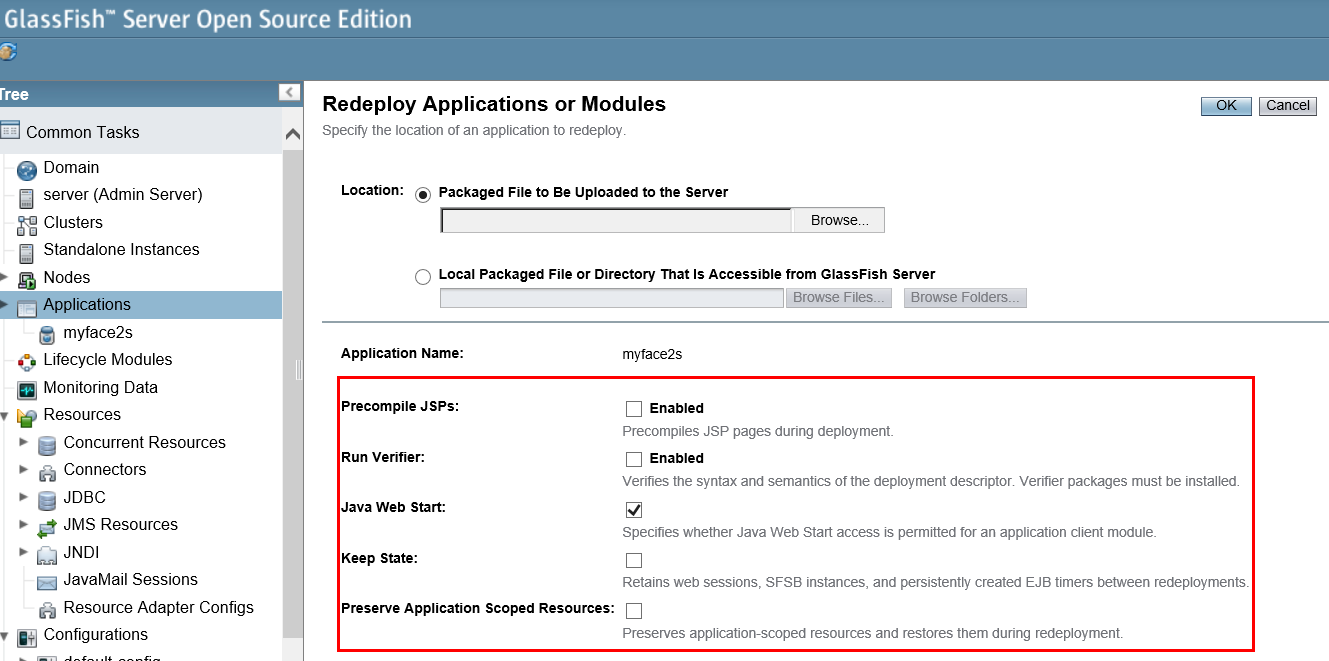 GlassFish™ Server Open Source Edition
Tree
Common Tasks
Domain
server (Admin Server)
Clusters
Standalone Instances
Nodes
Applications
myface2s
Lifecycle Modules
Monitoring Data
Resources
Concurrent Resources
Connectors
JDBC
JMS Resources
JNDI
JavaMail Sessions
Resource Adapter Configs
Configurations
default-config
Redeploy Applications or Modules
OK Cancel
Specify the location of an application to redeploy.
Location: Packaged File to Be Uploaded to the Server
Browse...
Local Packaged File or Directory That Is Accessible from GlassFish Server
Browse Files... Browse Folders...
Application Name: myface2s
Precompile JSPs: Enabled
Precompiles JSP pages during deployment.
Run Verifier: Enabled
Verifies the syntax and semantics of the deployment descriptor. Verifier packages must be installed.
Java Web Start:
Specifies whether Java Web Start access is permitted for an application client module.
Keep State:
Retains web sessions, SFSB instances, and persistently created EJB timers between redeployments.
Preserve Application Scoped Resources:
Preserves application-scoped resources and restores them during redeployment.